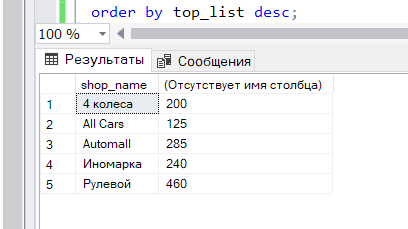 order by top_list desc;
100 %
Результаты Сообщения
shop_name (Отсутствует имя столбца)
1 4 колеса 200
2 All Cars 125
3 Automall 285
4 Иномарка 240
5 Рулевой 460